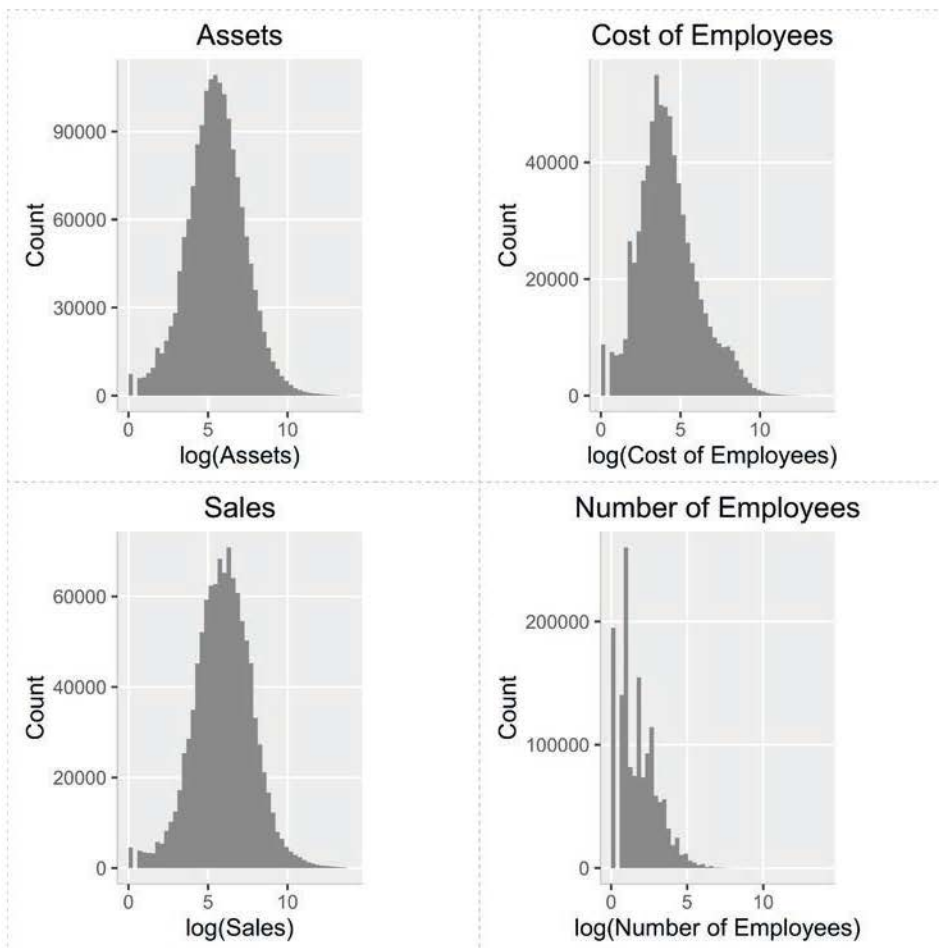 Assets
Count
90000
60000
30000
0
0 5 10
log(Assets)
Cost of Employees
Count
40000
20000
0
0 5 10
log(Cost of Employees)
Sales
Count
60000
40000
20000
0
0 5 10
log(Sales)
Number of Employees
Count
200000
100000
0
0 5 10
log(Number of Employees)